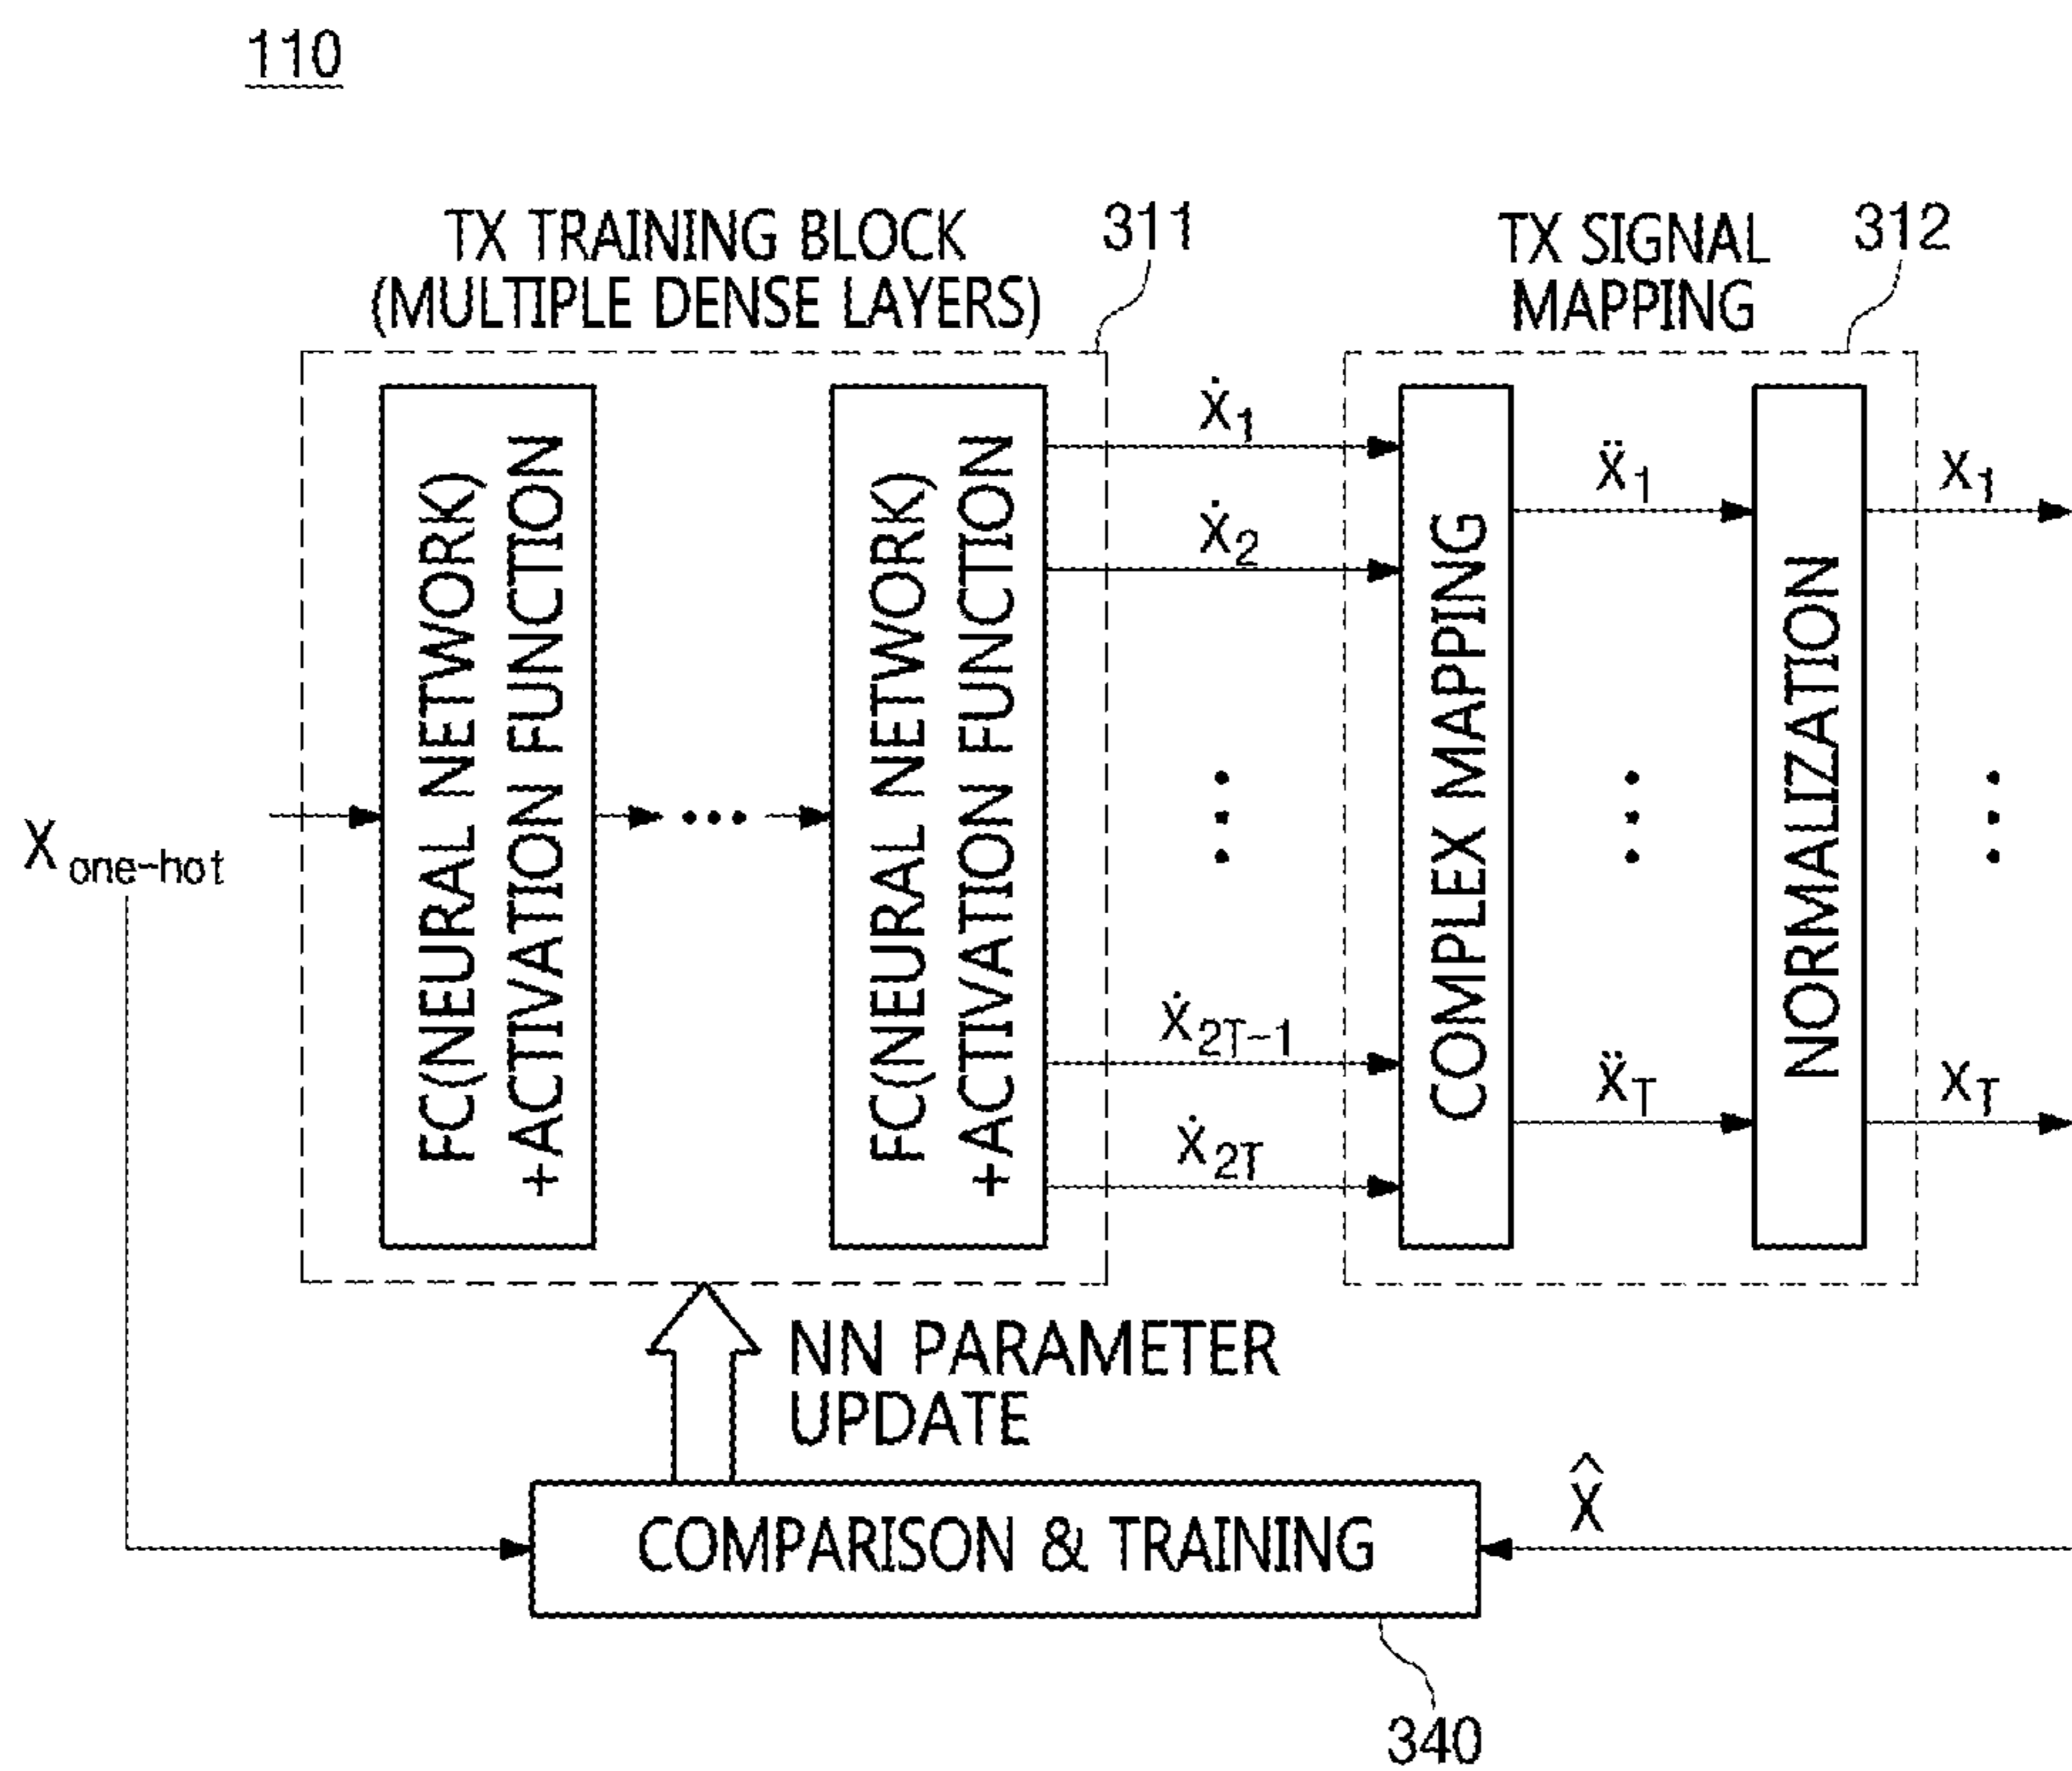 110
TX TRAINING BLOCK
(MULTIPLE DENSE LAYERS)
311
TX SIGNAL
MAPPING
312
X one-hot
FC(NEURAL NETWORK)
+ACTIVATION FUNCTION
•••
FC(NEURAL NETWORK)
+ACTIVATION FUNCTION
Ẋ1
Ẋ2
Ẋ2T-1
Ẋ2T
COMPLEX MAPPING
Ẍ1
ẌT
NORMALIZATION
X1
XT
NN PARAMETER
UPDATE
COMPARISON & TRAINING
X̂
340